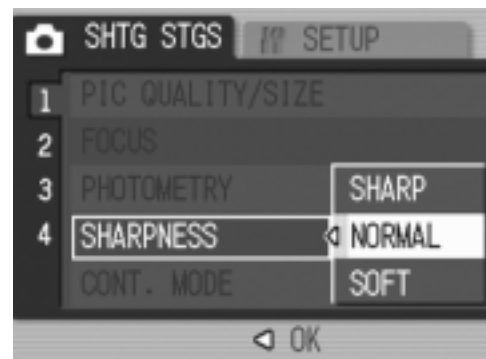 SHTG STGS SETUP
1 PIC QUALITY/SIZE
2 FOCUS
3 PHOTOMETRY SHARP
4 SHARPNESS NORMAL
CONT. MODE SOFT
OK